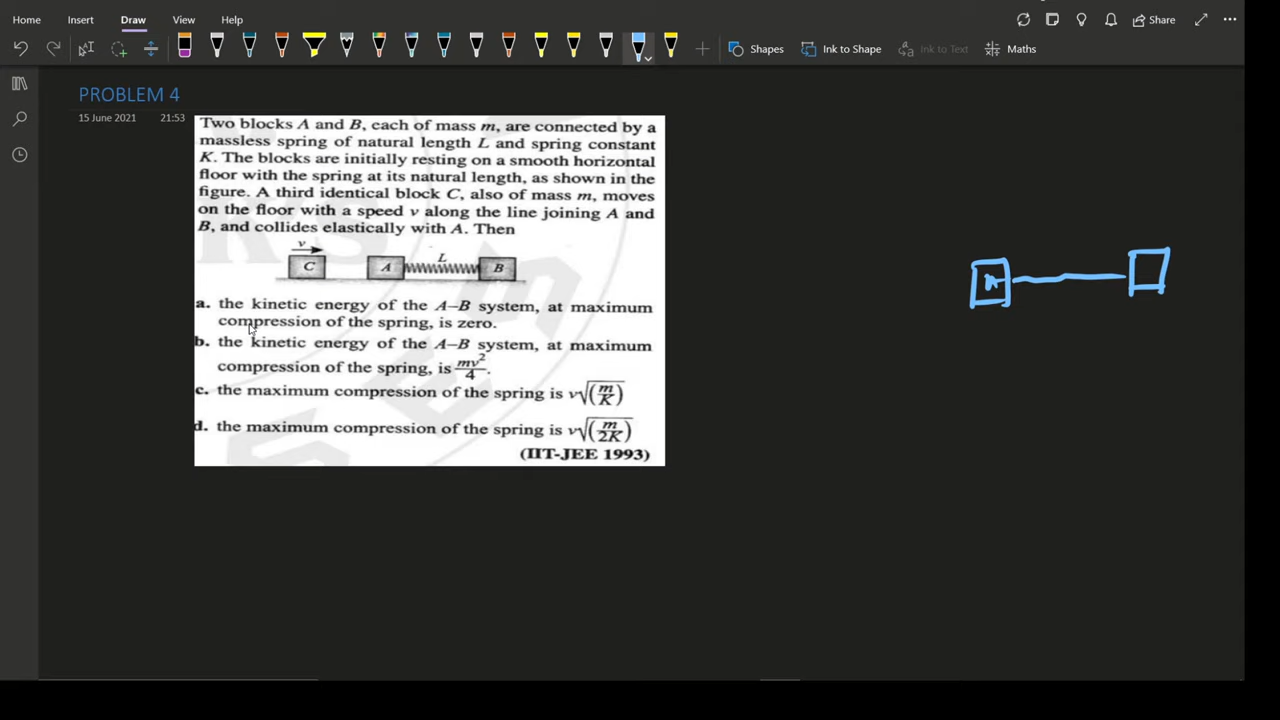 Home Insert Draw View Help
Share
Shapes Ink to Shape Ink to Text Maths
PROBLEM 4
15 June 2021 21:53
Two blocks A and B, each of mass m, are connected by a
massless spring of natural length L and spring constant
K. The blocks are initially resting on a smooth horizontal
floor with the spring at its natural length, as shown in the
figure. A third identical block C, also of mass m, moves
on the floor with a speed v along the line joining A and
B, and collides elastically with A. Then
v
L
C A B
a. the kinetic energy of the A–B system, at maximum
compression of the spring, is zero.
b. the kinetic energy of the A–B system, at maximum
compression of the spring, is mv²/4.
c. the maximum compression of the spring is v√(m/K)
d. the maximum compression of the spring is v√(m/2K)
(IIT-JEE 1993)